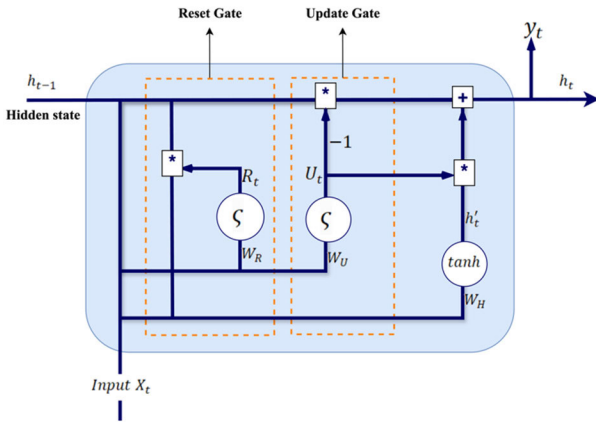 Reset Gate
Update Gate
y_t
h_{t-1}
h_t
Hidden state
*
+
-1
*
R_t
U_t
*
ς
ς
h'_t
W_R
W_U
tanh
W_H
Input X_t